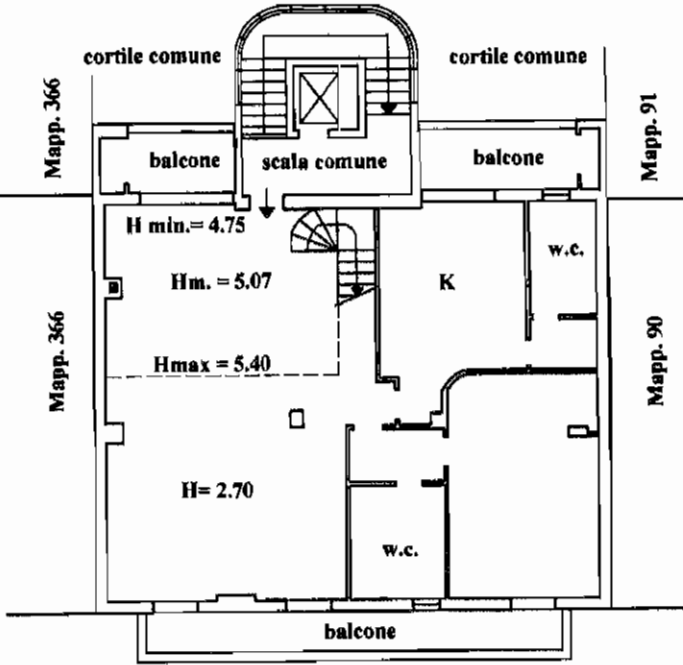 cortile comune
cortile comune
Mapp. 366
Mapp. 91
balcone
scala comune
balcone
H min.= 4.75
w.c.
Hm. = 5.07
K
Mapp. 366
Mapp. 90
Hmax = 5.40
H= 2.70
w.c.
balcone